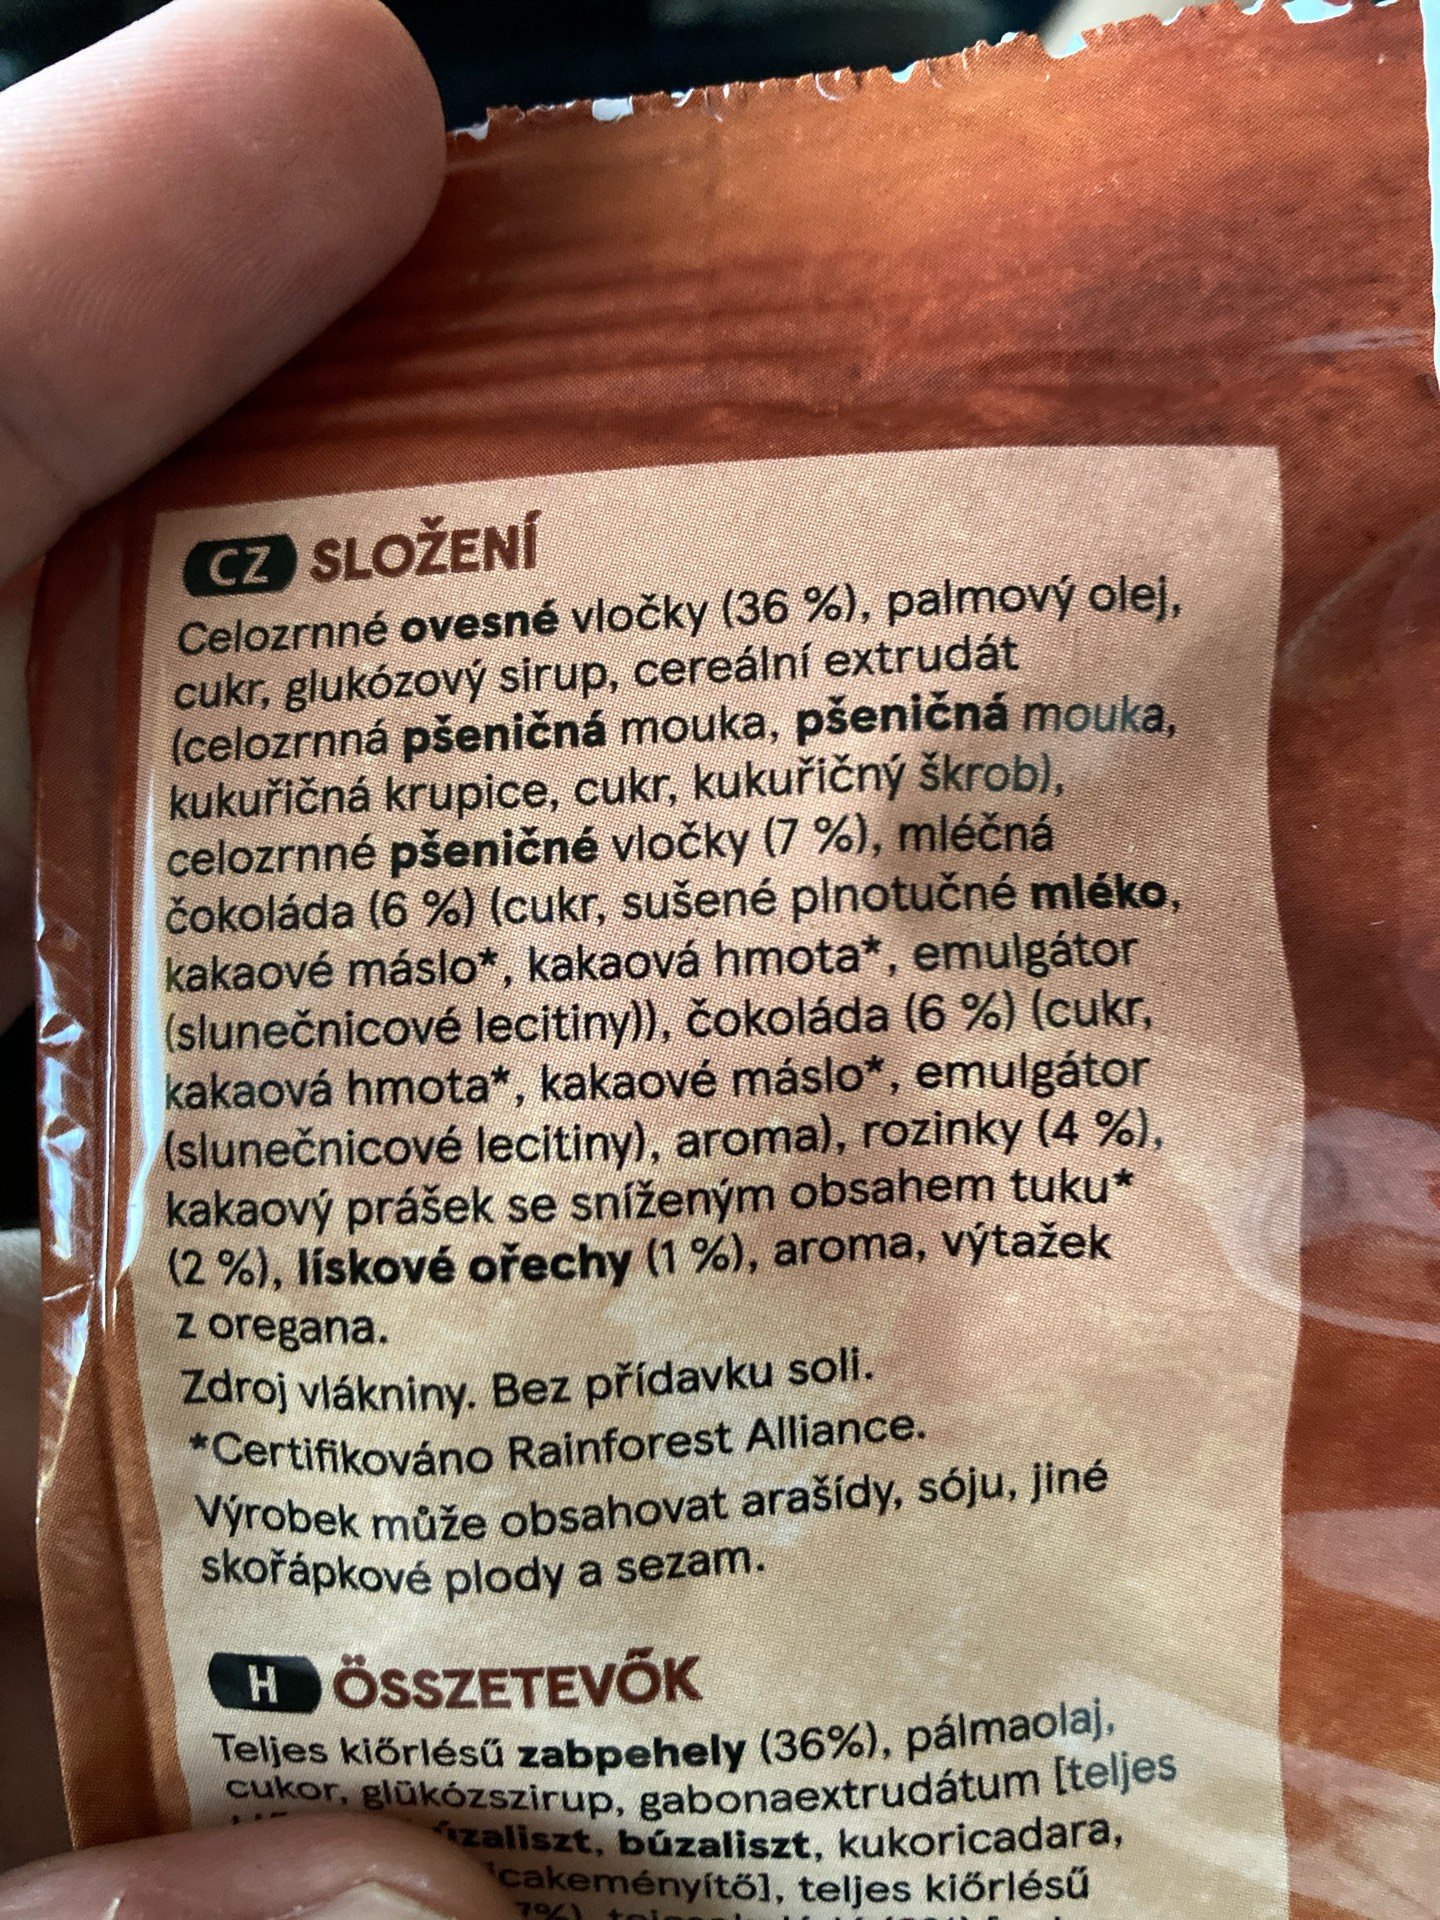 CZ SLOŽENÍ
Celozrnné ovesné vločky (36 %), palmový olej,
cukr, glukózový sirup, cereální extrudát
(celozrnná pšeničná mouka, pšeničná mouka,
kukuřičná krupice, cukr, kukuřičný škrob),
celozrnné pšeničné vločky (7 %), mléčná
čokoláda (6 %) (cukr, sušené plnotučné mléko,
kakaové máslo*, kakaová hmota*, emulgátor
(slunečnicové lecitiny)), čokoláda (6 %) (cukr,
kakaová hmota*, kakaové máslo*, emulgátor
(slunečnicové lecitiny), aroma), rozinky (4 %),
kakaový prášek se sníženým obsahem tuku*
(2 %), lískové ořechy (1 %), aroma, výtažek
z oregana.
Zdroj vlákniny. Bez přídavku soli.
*Certifikováno Rainforest Alliance.
Výrobek může obsahovat arašídy, sóju, jiné
skořápkové plody a sezam.
H ÖSSZETEVŐK
Teljes kiőrlésű zabpehely (36%), pálmaolaj,
cukor, glükózszirup, gabonaextrudátum [teljes
búzaliszt, kukoricadara,
teljes kiőrlésű